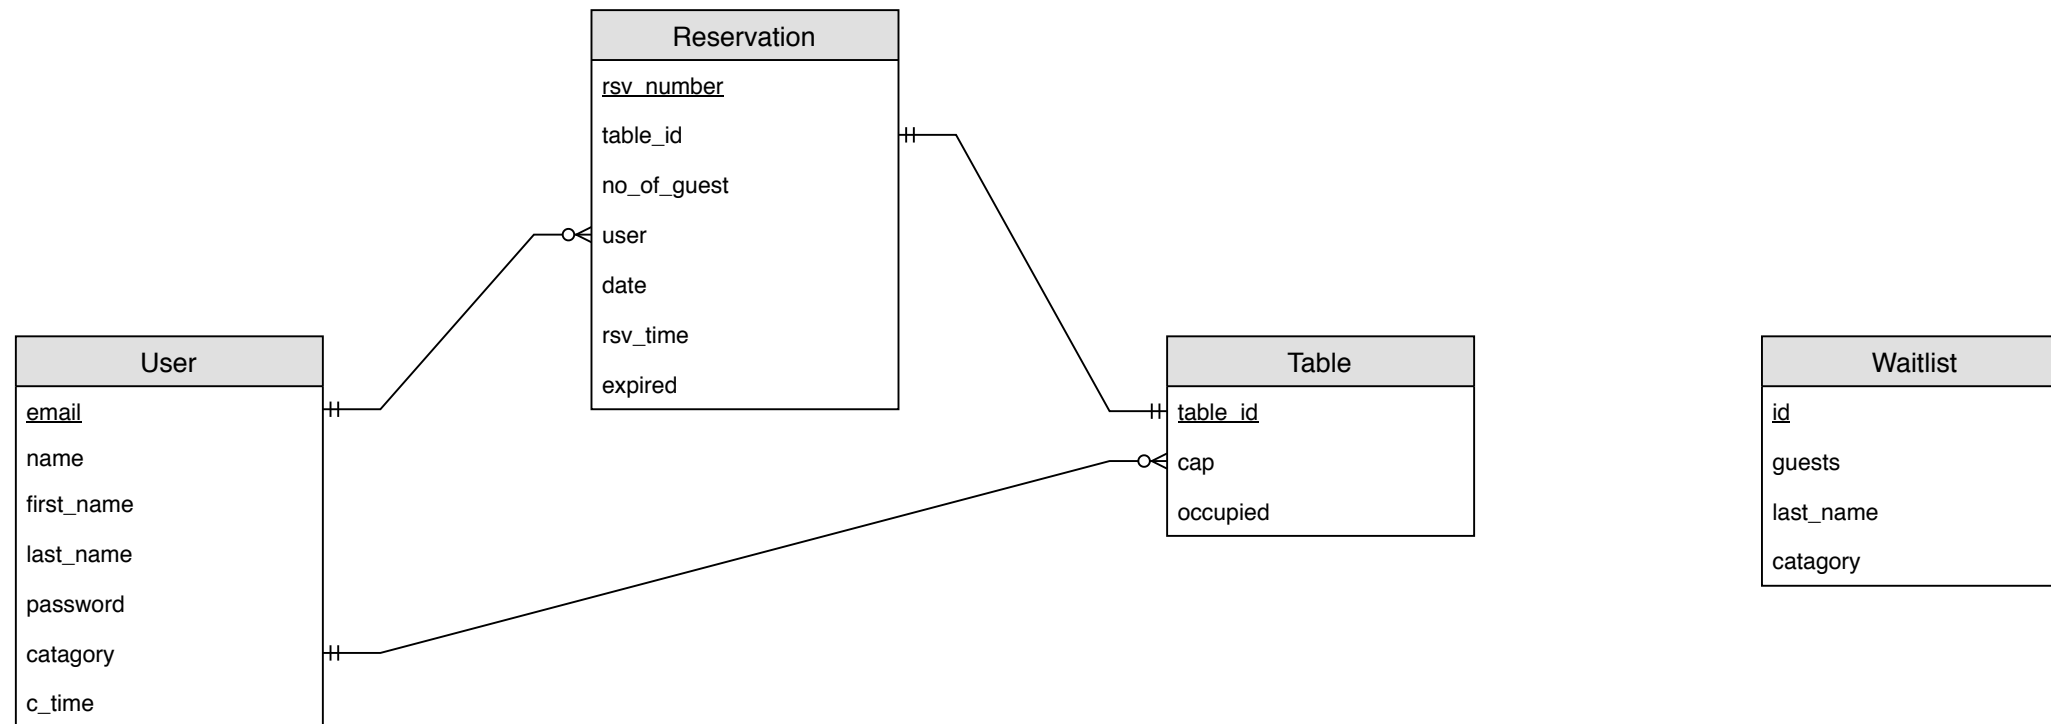 Reservation
rsv_number
table_id
no_of_guest
user
date
rsv_time
expired
User
email
name
first_name
last_name
password
catagory
c_time
Table
table_id
cap
occupied
Waitlist
id
guests
last_name
catagory